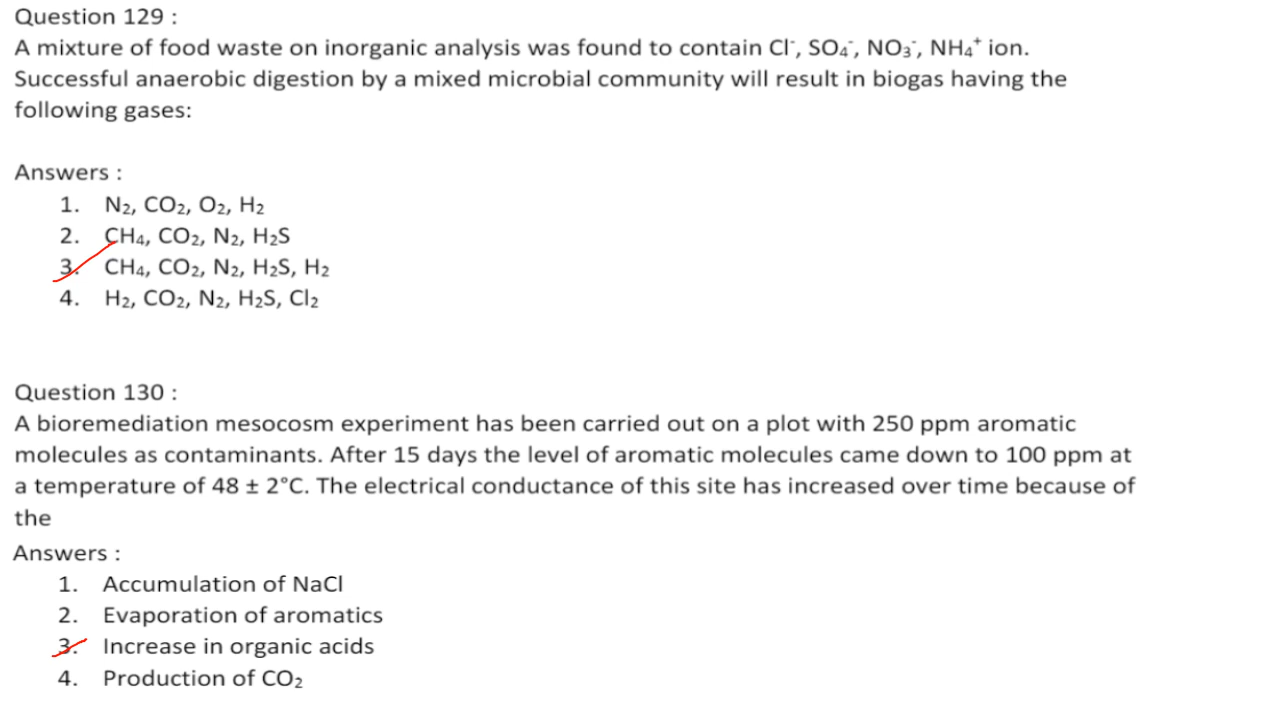 Question 129 :
A mixture of food waste on inorganic analysis was found to contain Cl⁻, SO₄⁻, NO₃⁻, NH₄⁺ ion.
Successful anaerobic digestion by a mixed microbial community will result in biogas having the
following gases:
Answers :
1. N₂, CO₂, O₂, H₂
2. CH₄, CO₂, N₂, H₂S
3. CH₄, CO₂, N₂, H₂S, H₂
4. H₂, CO₂, N₂, H₂S, Cl₂
Question 130 :
A bioremediation mesocosm experiment has been carried out on a plot with 250 ppm aromatic
molecules as contaminants. After 15 days the level of aromatic molecules came down to 100 ppm at
a temperature of 48 ± 2°C. The electrical conductance of this site has increased over time because of
the
Answers :
1. Accumulation of NaCl
2. Evaporation of aromatics
3. Increase in organic acids
4. Production of CO₂